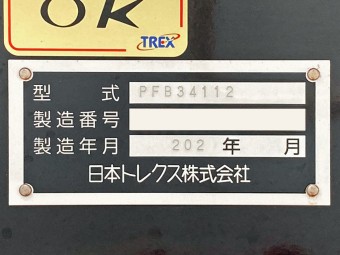 OK
TREX
型式 PFB34112
製造番号
製造年月 202 年 月
日本トレクス株式会社